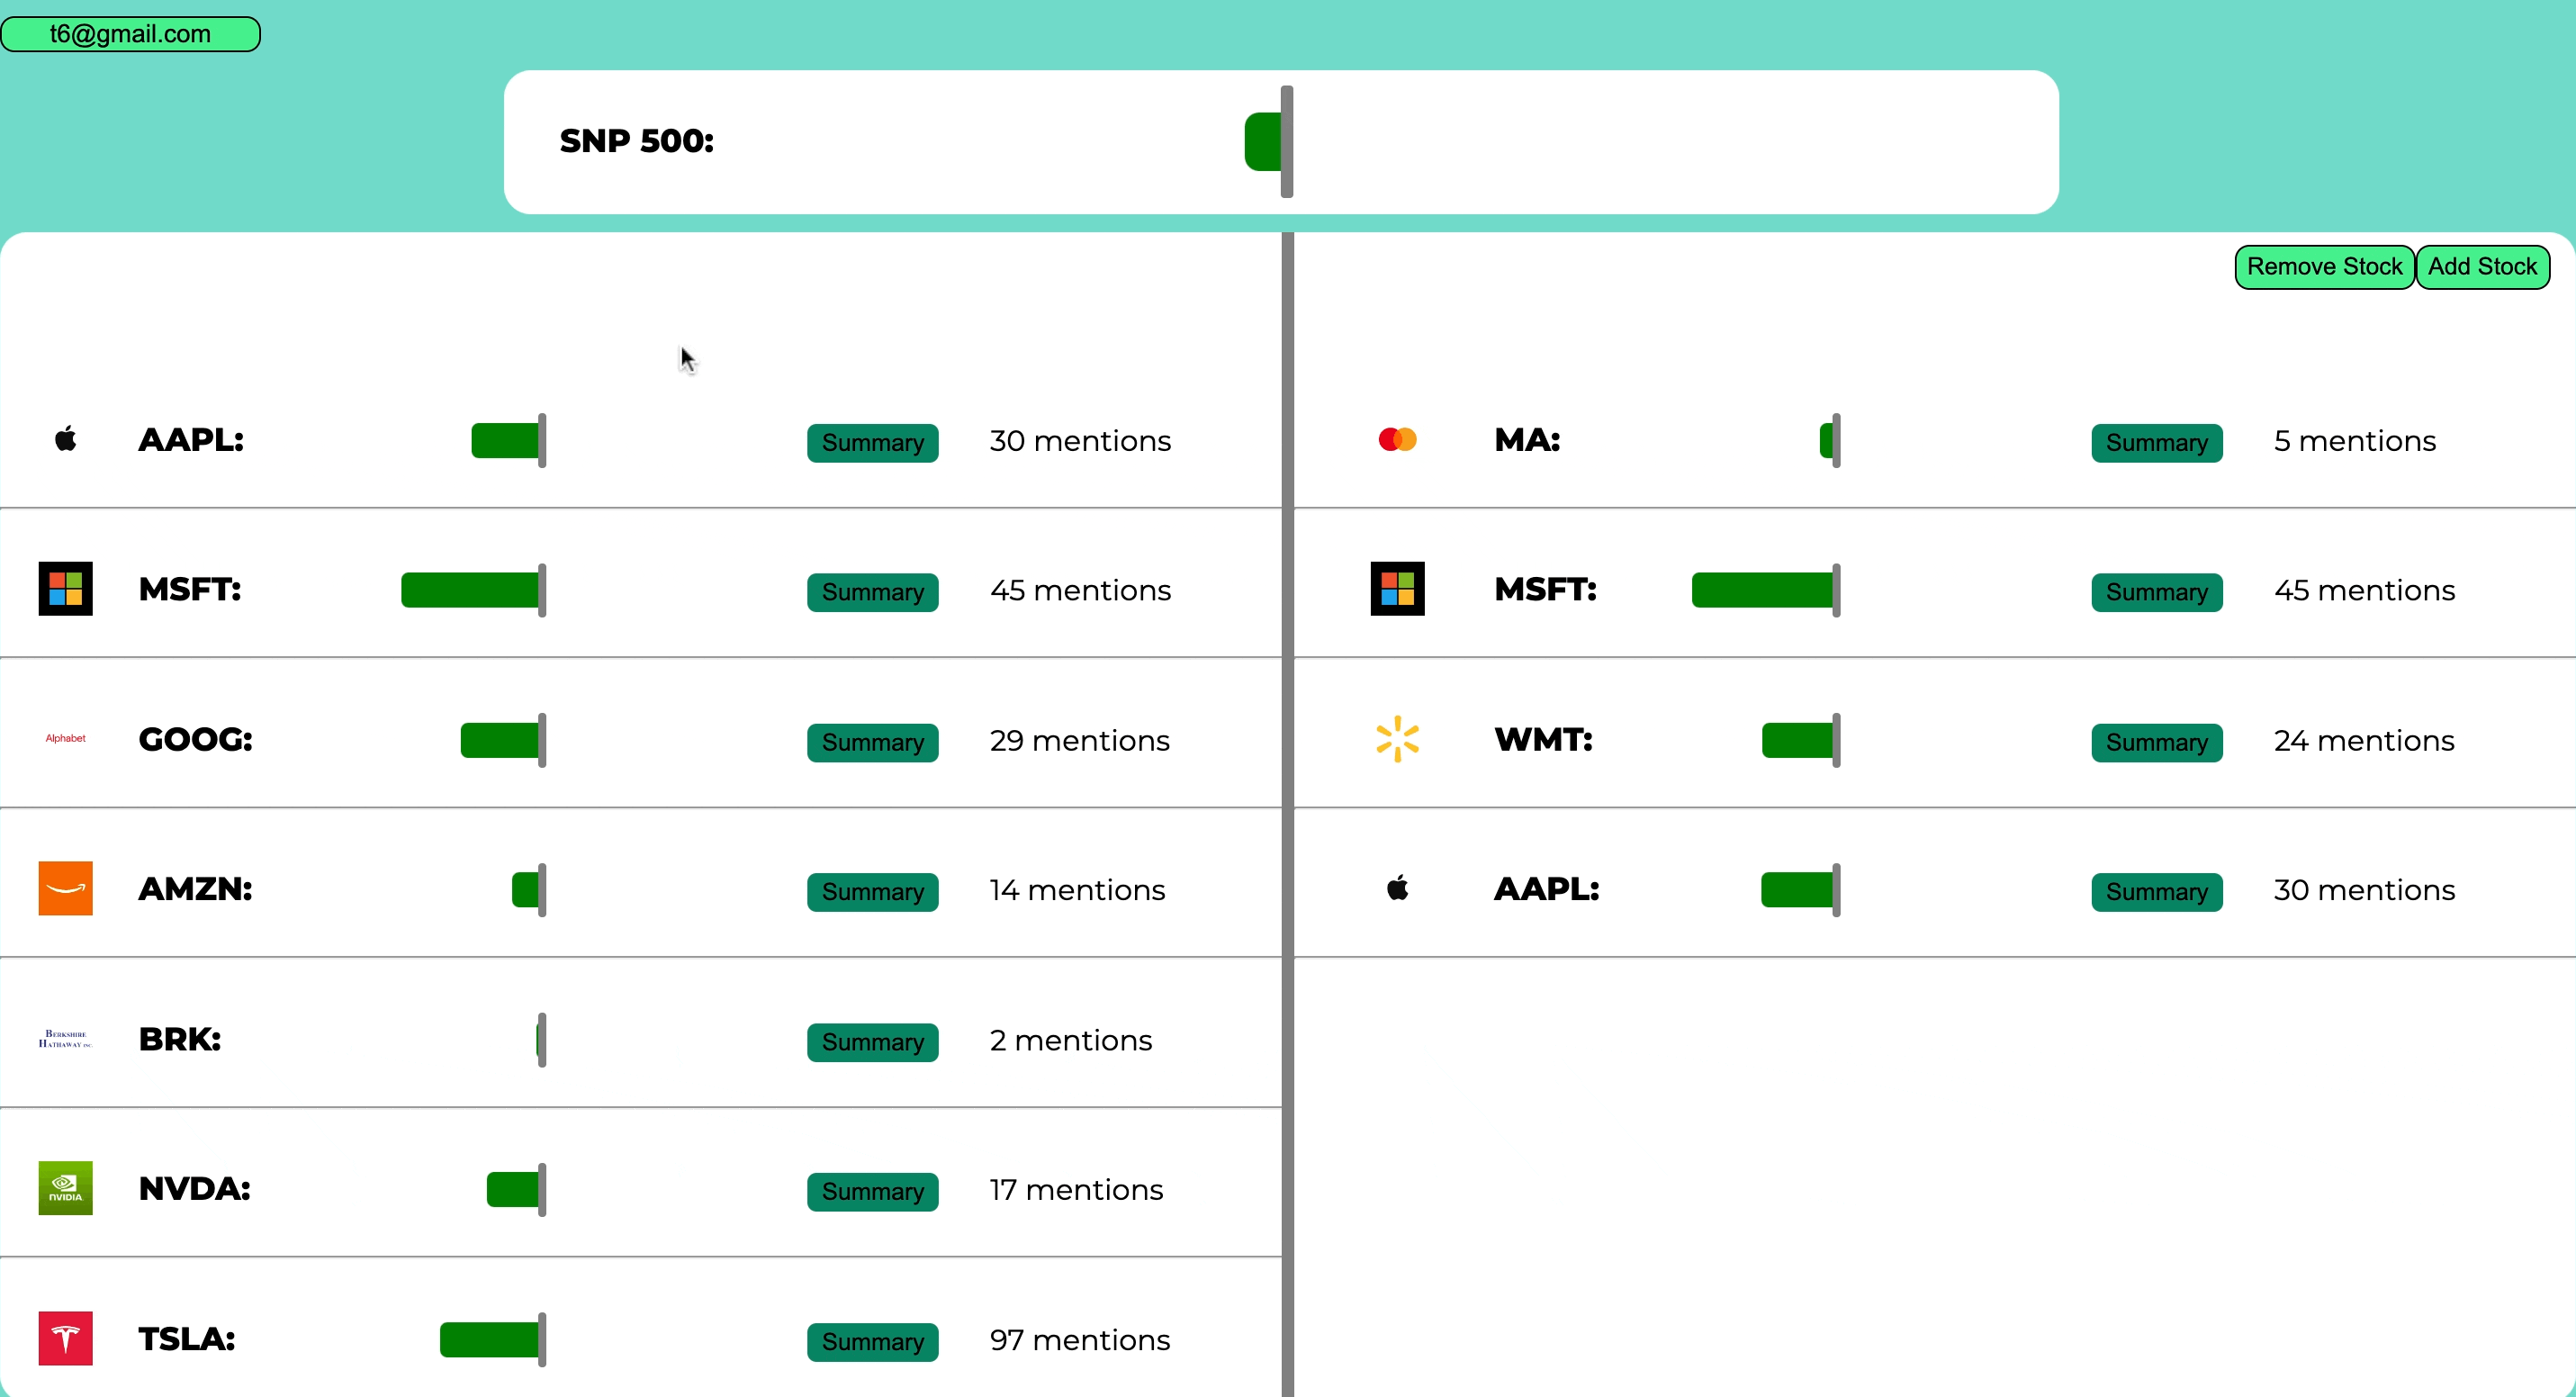 t6@gmail.com
SNP 500:
Remove Stock Add Stock
AAPL: Summary 30 mentions
MSFT: Summary 45 mentions
Alphabet GOOG: Summary 29 mentions
AMZN: Summary 14 mentions
BERKSHIRE
HATHAWAY INC. BRK: Summary 2 mentions
NVIDIA NVDA: Summary 17 mentions
TSLA: Summary 97 mentions
MA: Summary 5 mentions
MSFT: Summary 45 mentions
WMT: Summary 24 mentions
AAPL: Summary 30 mentions